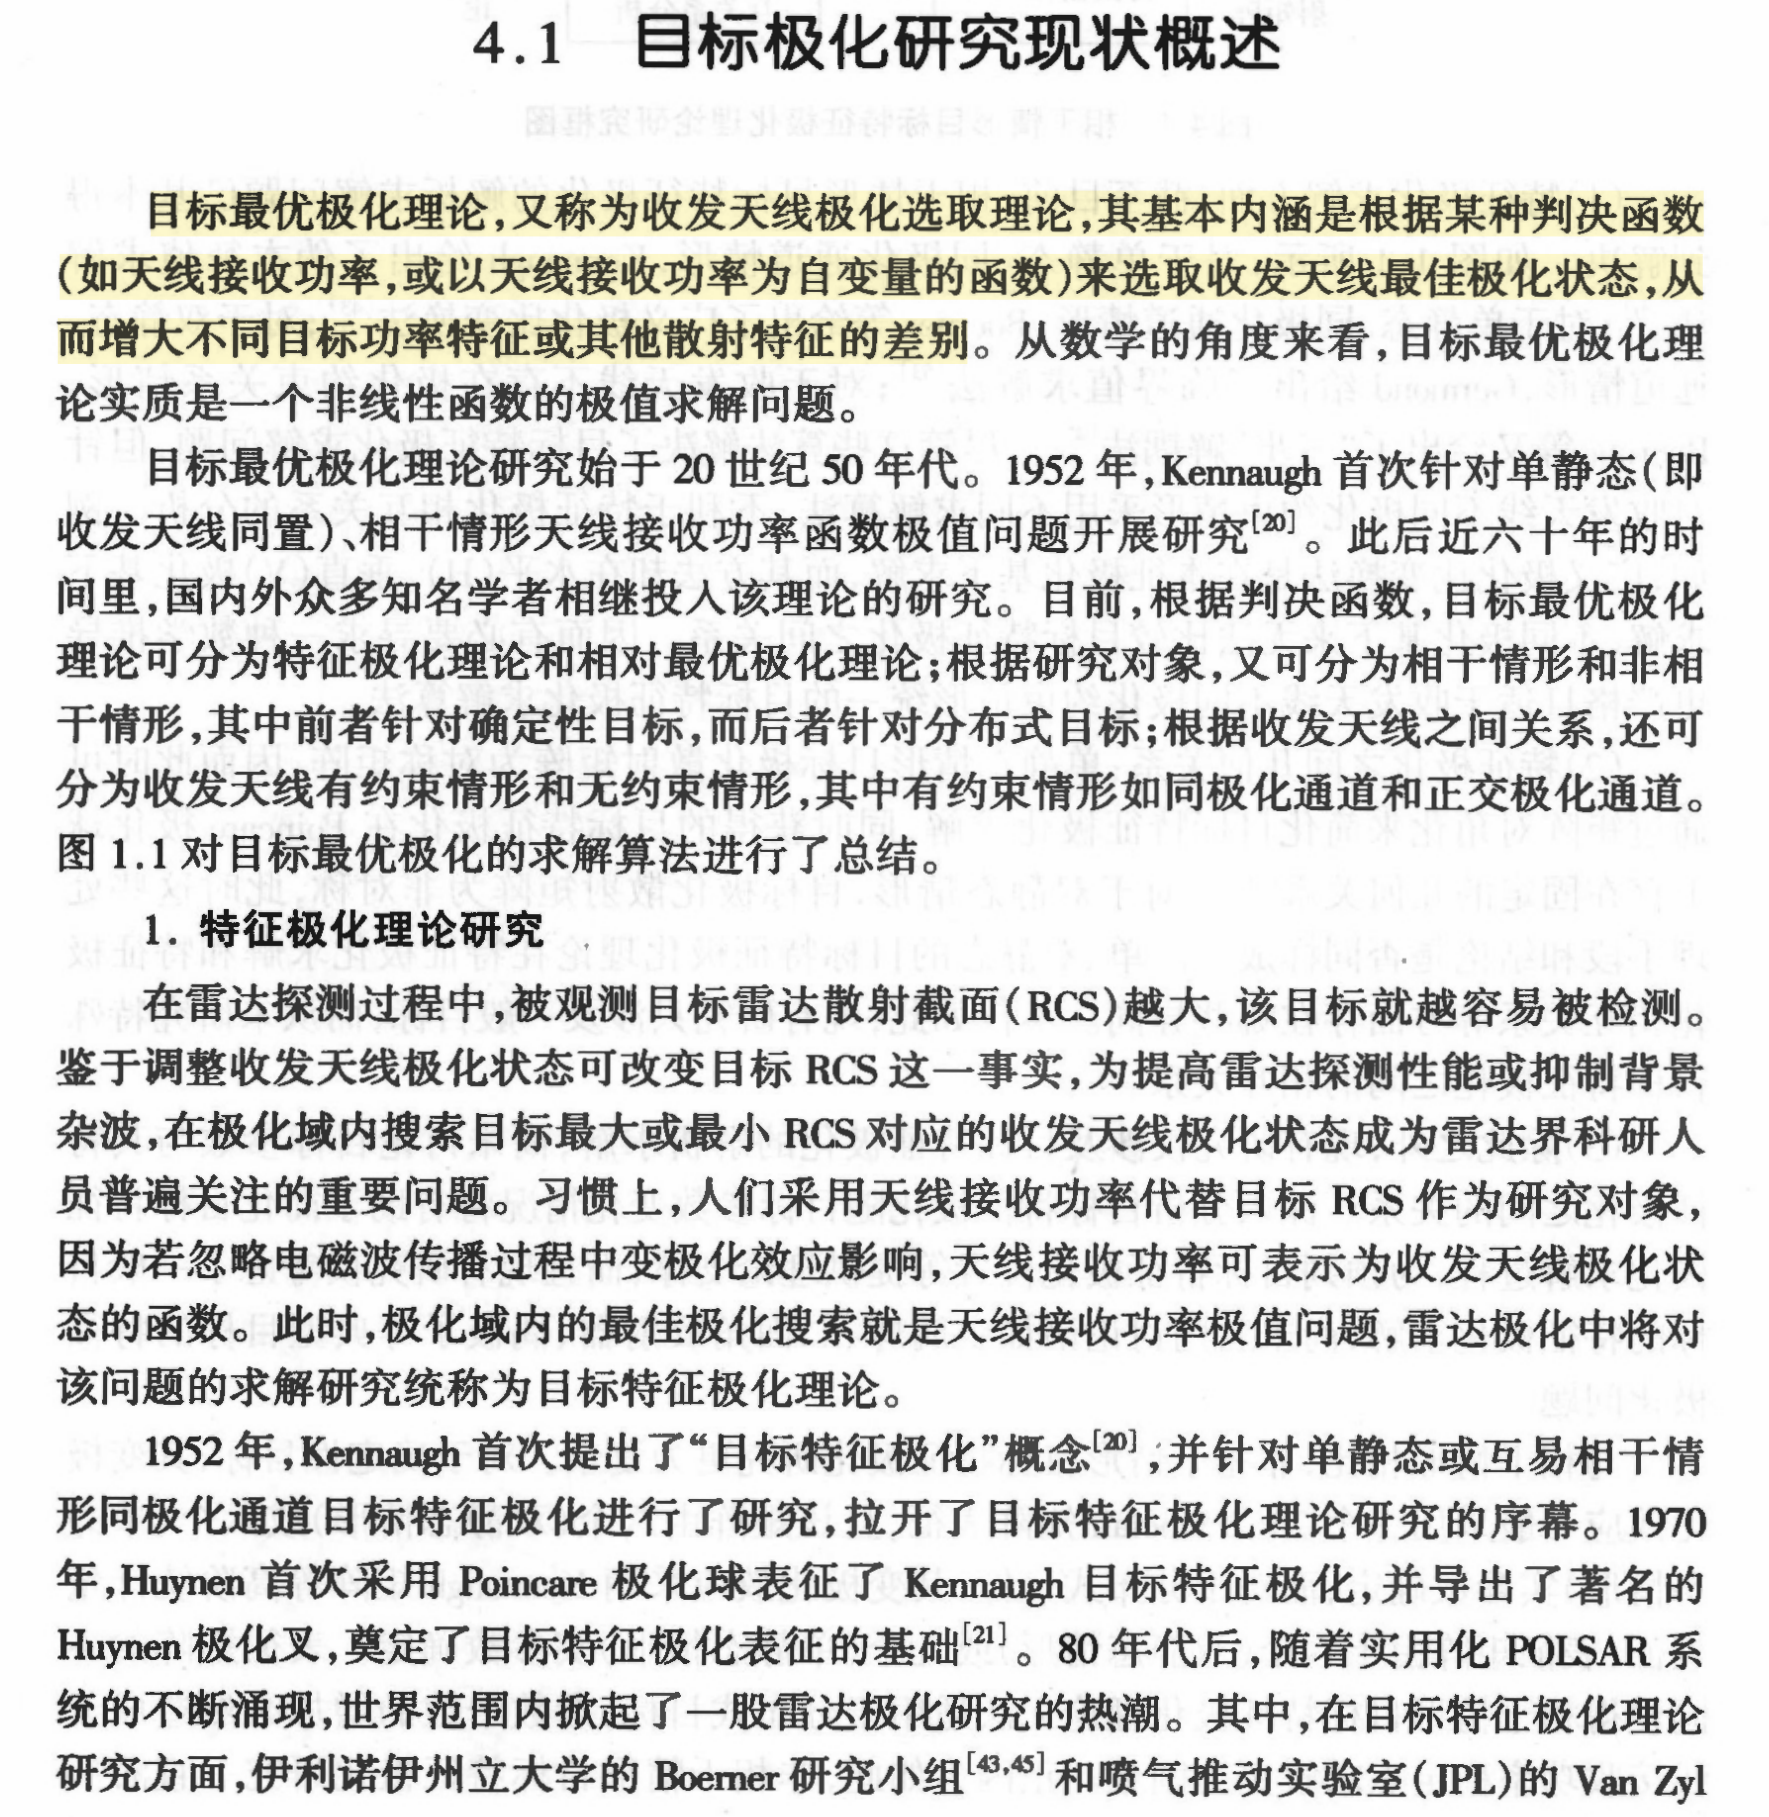 4.1 目标极化研究现状概述
目标最优极化理论,又称为收发天线极化选取理论,其基本内涵是根据某种判决函数
(如天线接收功率,或以天线接收功率为自变量的函数)来选取收发天线最佳极化状态,从
而增大不同目标功率特征或其他散射特征的差别。从数学的角度来看,目标最优极化理
论实质是一个非线性函数的极值求解问题。
目标最优极化理论研究始于 20 世纪 50 年代。1952 年,Kennaugh 首次针对单静态(即
收发天线同置)、相干情形天线接收功率函数极值问题开展研究[20]。此后近六十年的时
间里,国内外众多知名学者相继投入该理论的研究。目前,根据判决函数,目标最优极化
理论可分为特征极化理论和相对最优极化理论;根据研究对象,又可分为相干情形和非相
干情形,其中前者针对确定性目标,而后者针对分布式目标;根据收发天线之间关系,还可
分为收发天线有约束情形和无约束情形,其中有约束情形如同极化通道和正交极化通道。
图 1.1 对目标最优极化的求解算法进行了总结。
1. 特征极化理论研究
在雷达探测过程中,被观测目标雷达散射截面(RCS)越大,该目标就越容易被检测。
鉴于调整收发天线极化状态可改变目标 RCS 这一事实,为提高雷达探测性能或抑制背景
杂波,在极化域内搜索目标最大或最小 RCS 对应的收发天线极化状态成为雷达界科研人
员普遍关注的重要问题。习惯上,人们采用天线接收功率代替目标 RCS 作为研究对象,
因为若忽略电磁波传播过程中变极化效应影响,天线接收功率可表示为收发天线极化状
态的函数。此时,极化域内的最佳极化搜索就是天线接收功率极值问题,雷达极化中将对
该问题的求解研究统称为目标特征极化理论。
1952 年,Kennaugh 首次提出了“目标特征极化”概念[20],并针对单静态或互易相干情
形同极化通道目标特征极化进行了研究,拉开了目标特征极化理论研究的序幕。1970
年,Huynen 首次采用 Poincare 极化球表征了 Kennaugh 目标特征极化,并导出了著名的
Huynen 极化叉,奠定了目标特征极化表征的基础[21]。80 年代后,随着实用化 POLSAR 系
统的不断涌现,世界范围内掀起了一股雷达极化研究的热潮。其中,在目标特征极化理论
研究方面,伊利诺伊州立大学的 Boerner 研究小组[43,45]和喷气推动实验室(JPL)的 Van Zyl